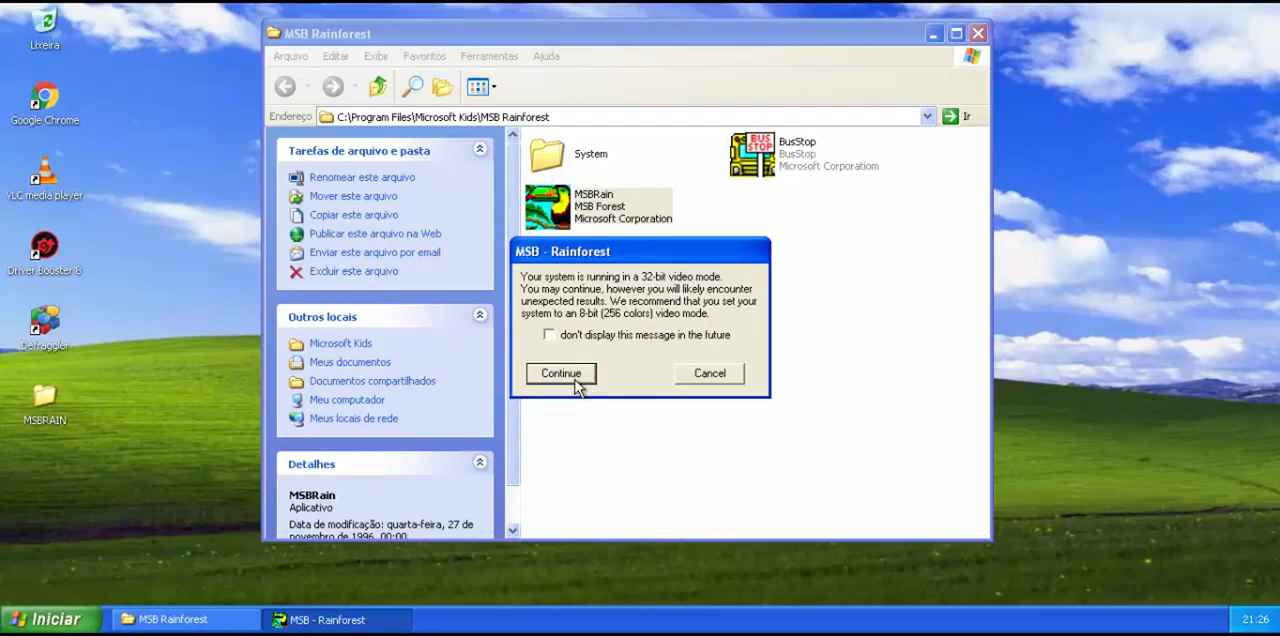 Lixeira
Google Chrome
VLC media player
Driver Booster 8
Defraggler
MSBRAIN
MSB Rainforest
Arquivo Editar Exibir Favoritos Ferramentas Ajuda
Endereço C:\Program Files\Microsoft Kids\MSB Rainforest Ir
Tarefas de arquivo e pasta
Renomear este arquivo
Mover este arquivo
Copiar este arquivo
Publicar este arquivo na Web
Enviar este arquivo por email
Excluir este arquivo
Outros locais
Microsoft Kids
Meus documentos
Documentos compartilhados
Meu computador
Meus locais de rede
Detalhes
MSBRain
Aplicativo
Data de modificação: quarta-feira, 27 de
novembro de 1996, 00:00
System
BUS
STOP
BusStop
BusStop
Microsoft Corporatiom
MSBRain
MSB Forest
Microsoft Corporation
MSB - Rainforest
Your system is running in a 32-bit video mode.
You may continue, however you will likely encounter
unexpected results. We recommend that you set your
system to an 8-bit (256 colors) video mode.
don't display this message in the future
Continue Cancel
Iniciar MSB Rainforest MSB - Rainforest 21:26